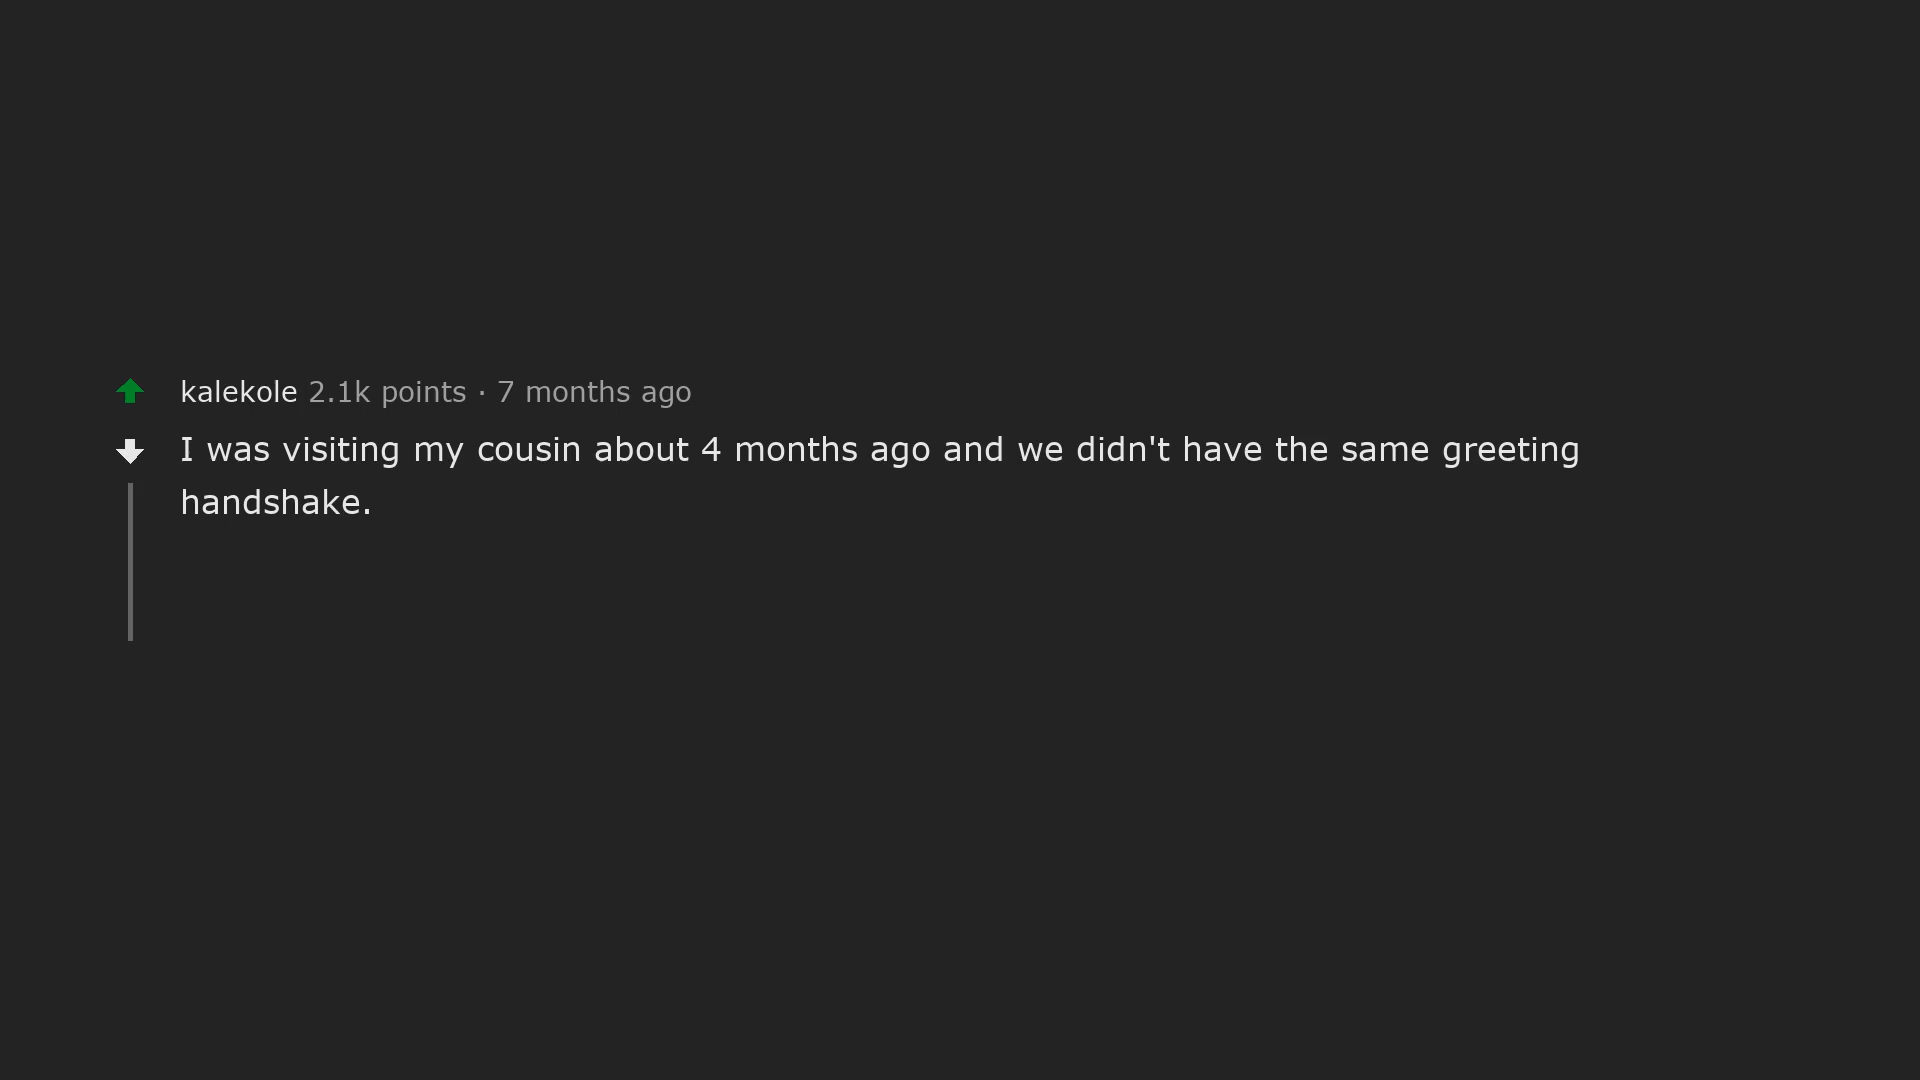 kalekole 2.1k points · 7 months ago
I was visiting my cousin about 4 months ago and we didn't have the same greeting
handshake.